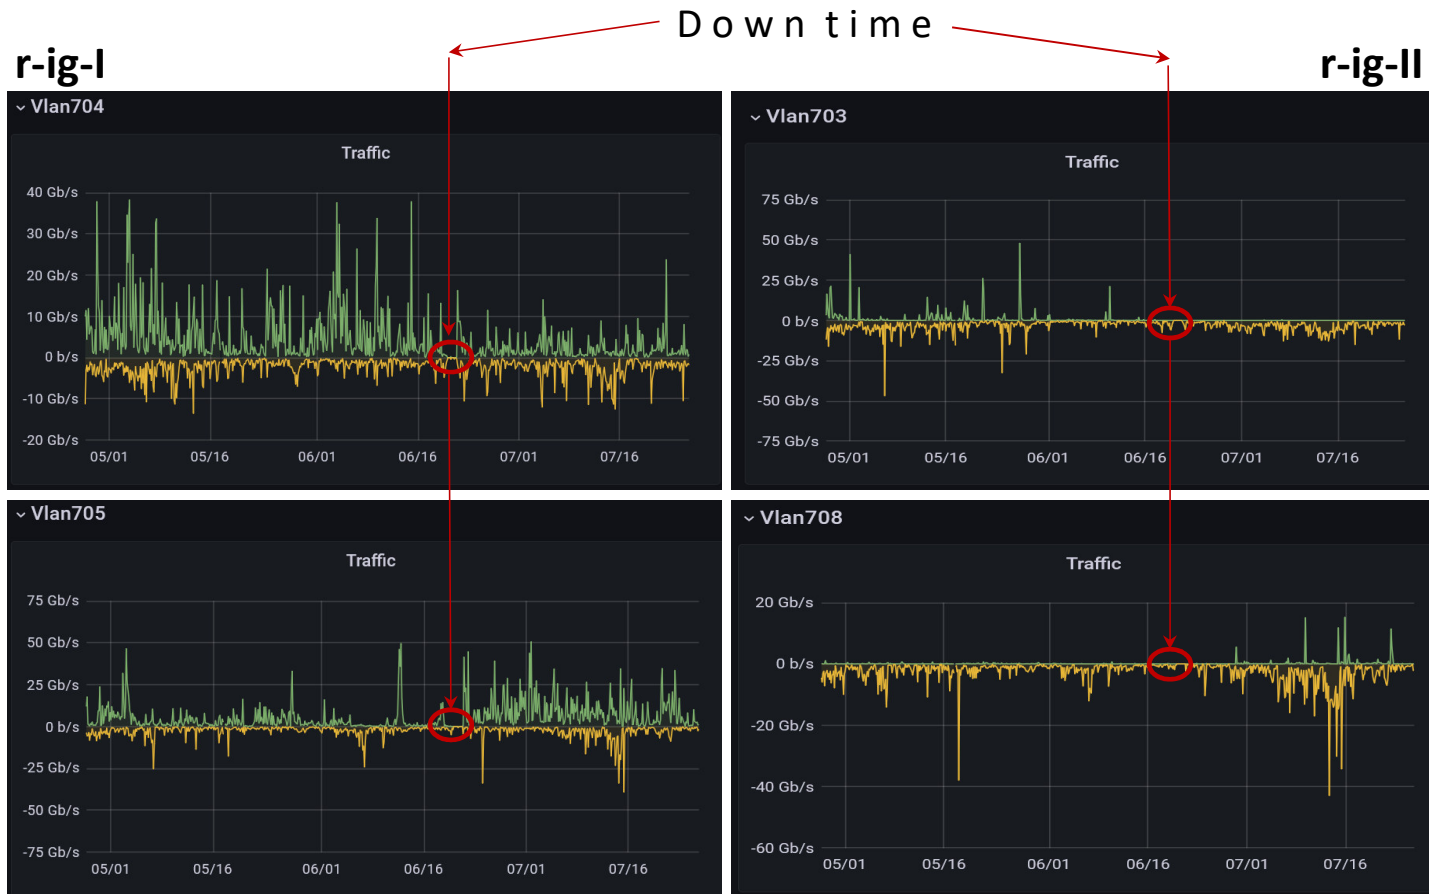 D o w n  t i m e
r-ig-I
r-ig-II
Vlan704
Traffic
40 Gb/s
30 Gb/s
20 Gb/s
10 Gb/s
0 b/s
-10 Gb/s
-20 Gb/s
05/01 05/16 06/01 06/16 07/01 07/16
Vlan703
Traffic
75 Gb/s
50 Gb/s
25 Gb/s
0 b/s
-25 Gb/s
-50 Gb/s
-75 Gb/s
05/01 05/16 06/01 06/16 07/01 07/16
Vlan705
Traffic
75 Gb/s
50 Gb/s
25 Gb/s
0 b/s
-25 Gb/s
-50 Gb/s
-75 Gb/s
05/01 05/16 06/01 06/16 07/01 07/16
Vlan708
Traffic
20 Gb/s
0 b/s
-20 Gb/s
-40 Gb/s
-60 Gb/s
05/01 05/16 06/01 06/16 07/01 07/16